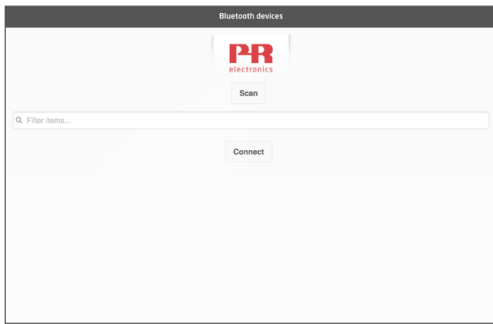 Bluetooth devices
PR
electronics
Scan
Filter items...
Connect